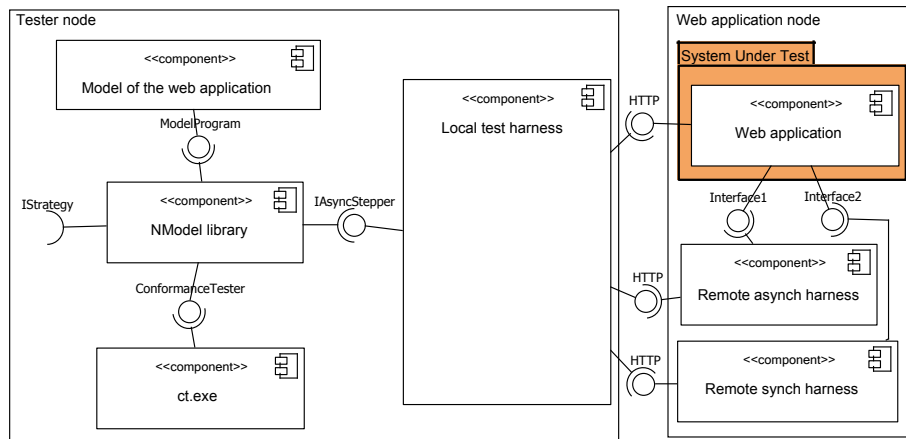 Tester node
<<component>>
Model of the web application
ModelProgram
IStrategy
<<component>>
NModel library
IAsyncStepper
ConformanceTester
<<component>>
ct.exe
<<component>>
Local test harness
HTTP
HTTP
HTTP
Web application node
System Under Test
<<component>>
Web application
Interface1
Interface2
<<component>>
Remote asynch harness
<<component>>
Remote synch harness